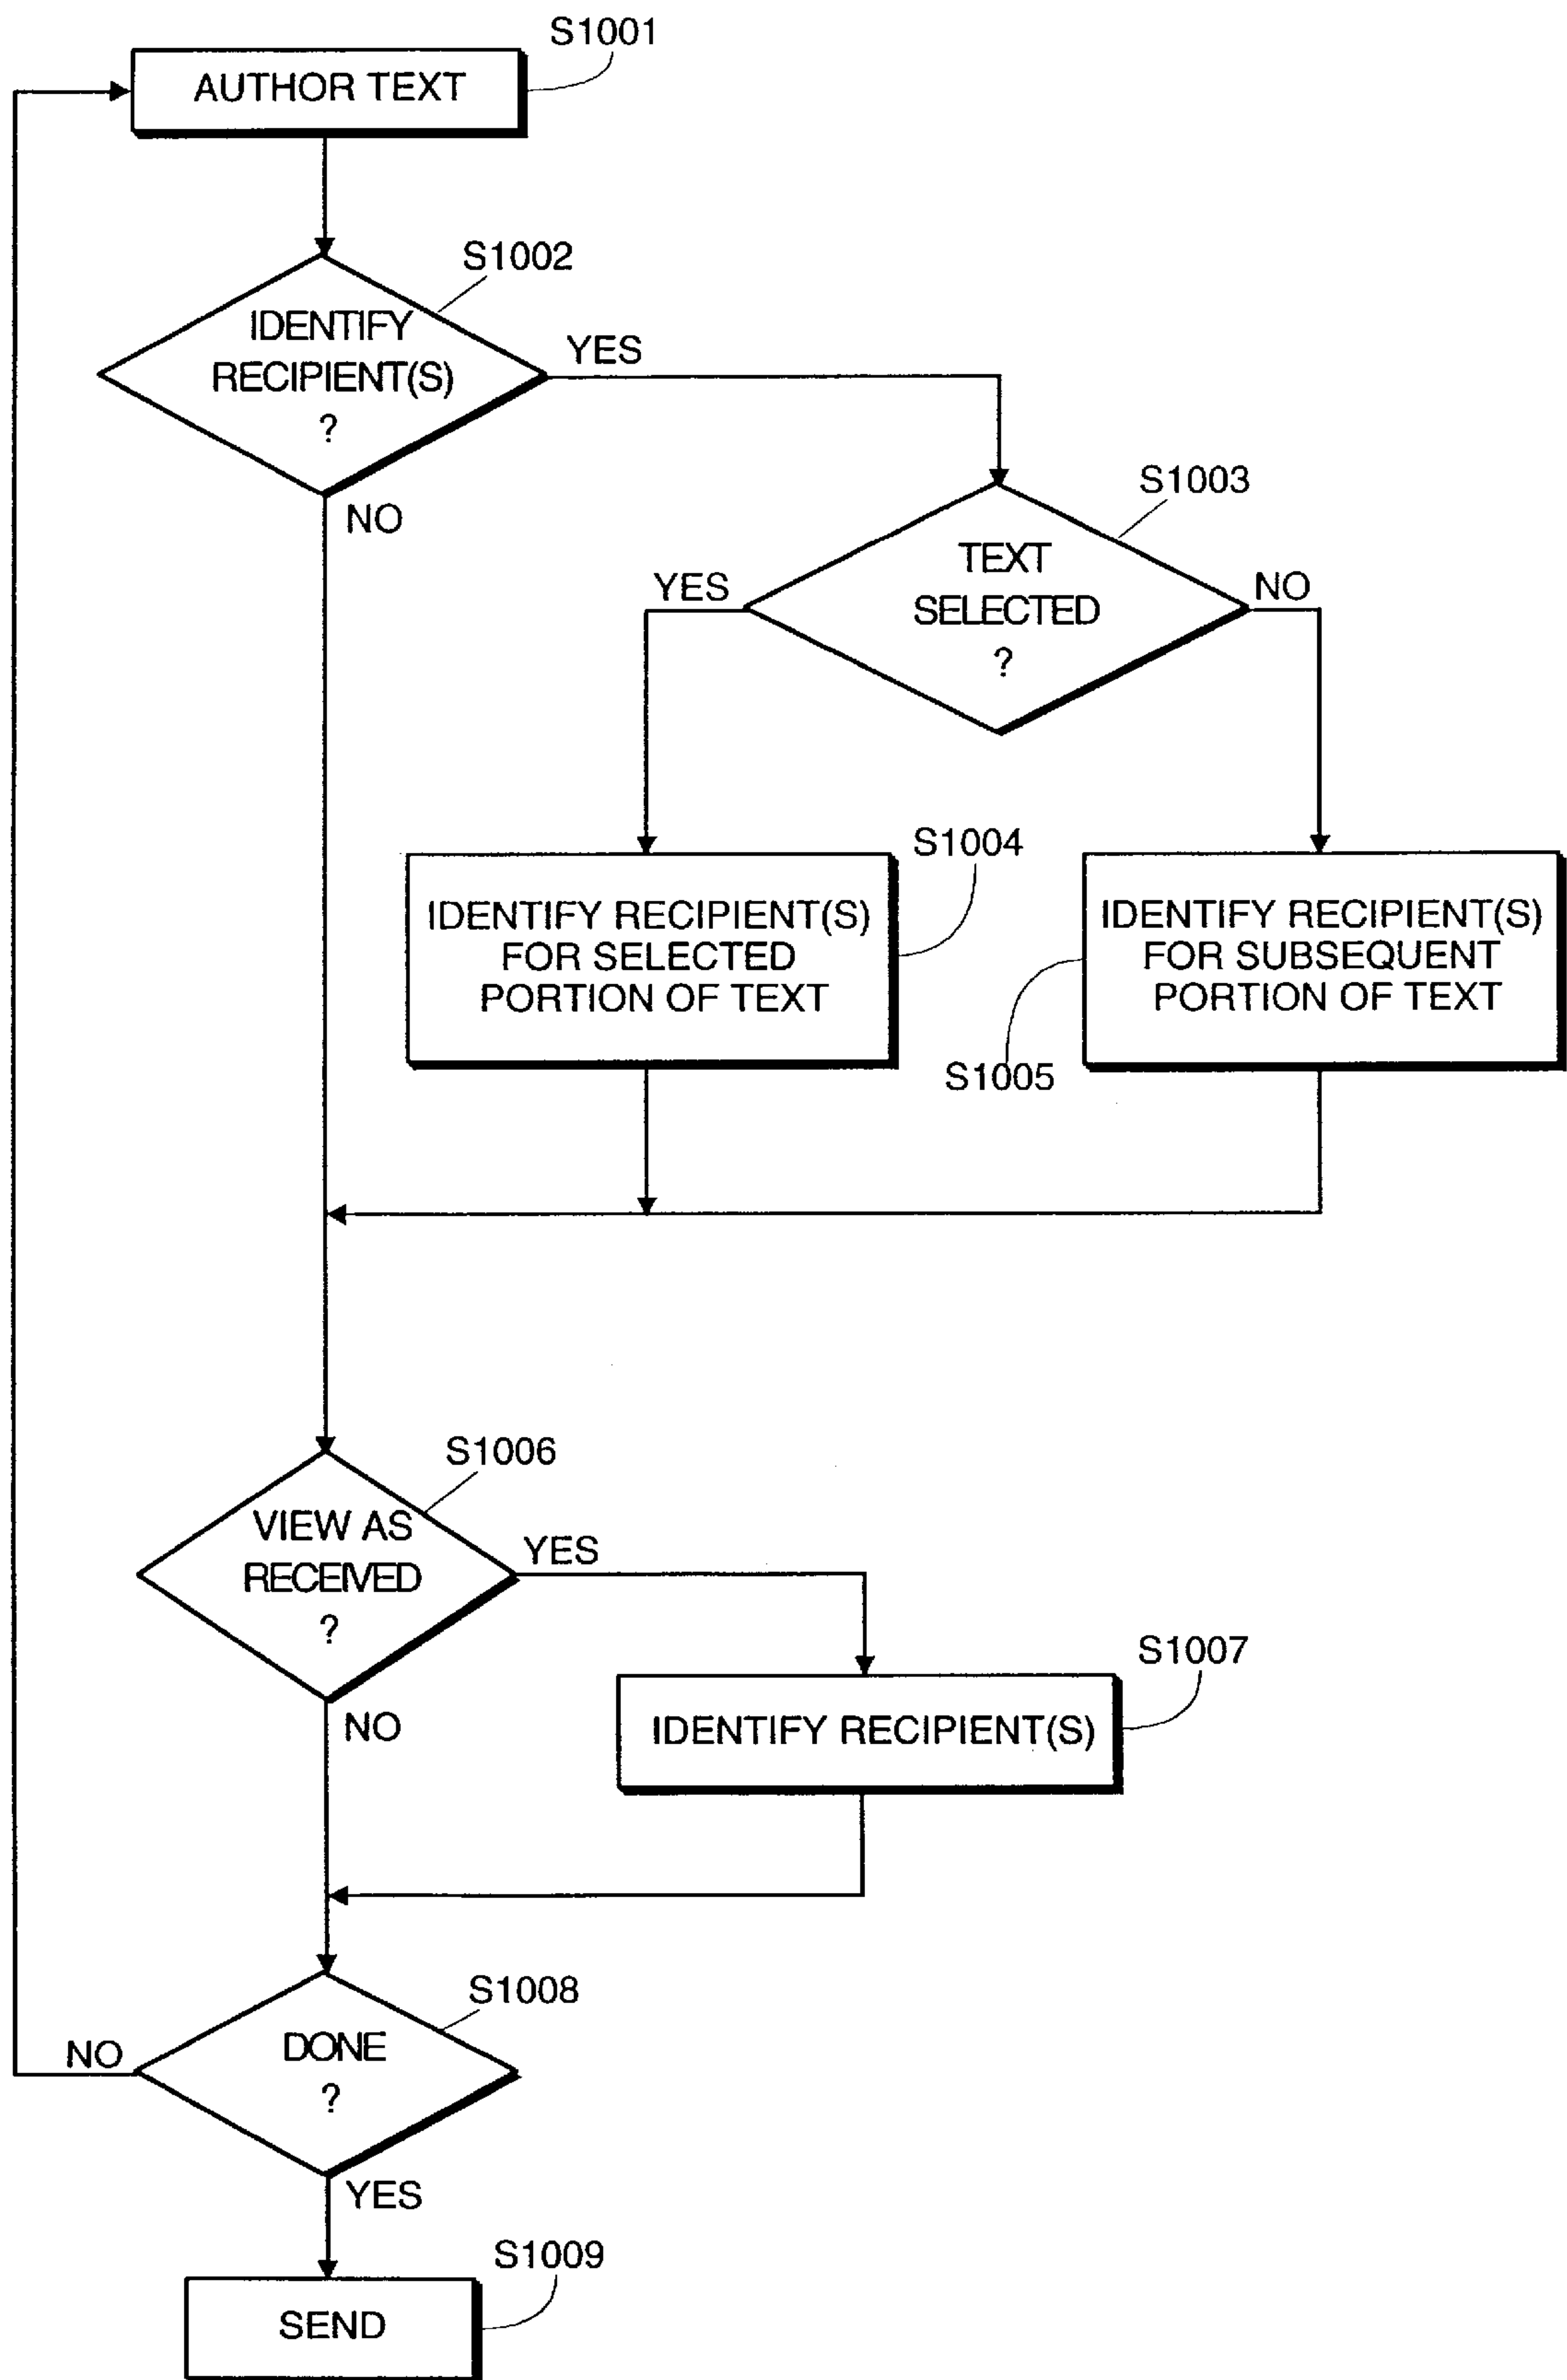 S1001
AUTHOR TEXT
S1002
IDENTIFY
RECIPIENT(S)
?
YES
NO
S1003
TEXT
SELECTED
?
YES
NO
S1004
IDENTIFY RECIPIENT(S)
FOR SELECTED
PORTION OF TEXT
IDENTIFY RECIPIENT(S)
FOR SUBSEQUENT
PORTION OF TEXT
S1005
S1006
VIEW AS
RECEIVED
?
YES
NO
S1007
IDENTIFY RECIPIENT(S)
S1008
DONE
?
NO
YES
S1009
SEND